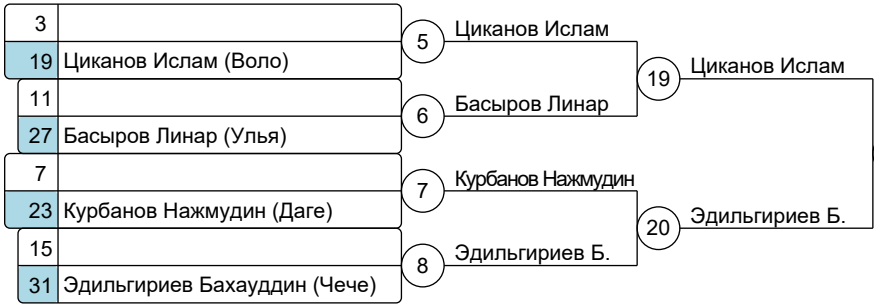 3
19 Циканов Ислам (Воло)
5
Циканов Ислам
11
27 Басыров Линар (Улья)
6
Басыров Линар
19
Циканов Ислам
7
23 Курбанов Нажмудин (Даге)
7
Курбанов Нажмудин
15
31 Эдильгириев Бахауддин (Чече)
8
Эдильгириев Б.
20
Эдильгириев Б.